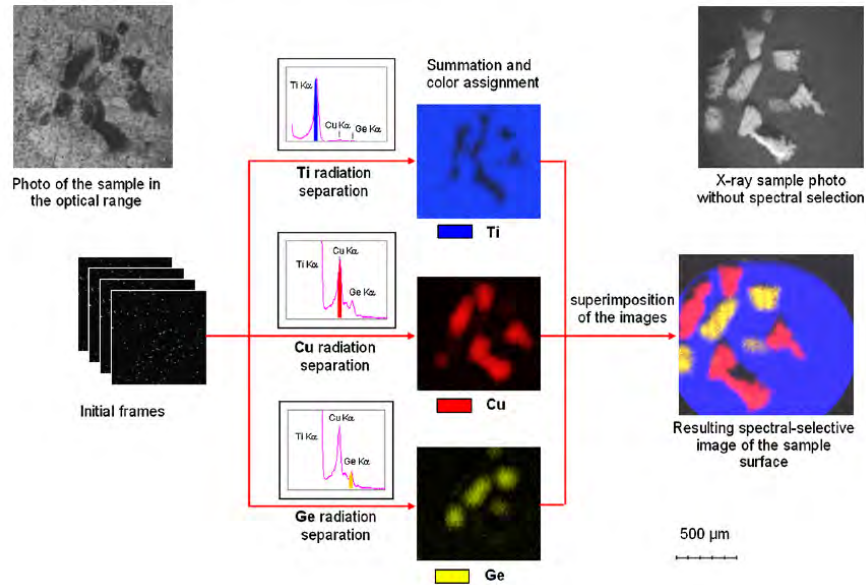 Photo of the sample in
the optical range
Initial frames
Ti Kα
Cu Kα
Ge Kα
Ti radiation
separation
Ti Kα
Cu Kα
Ge Kα
Cu radiation
separation
Ti Kα
Cu Kα
Ge Kα
Ge radiation
separation
Summation and
color assignment
Ti
Cu
Ge
superimposition
of the images
X-ray sample photo
without spectral selection
Resulting spectral-selective
image of the sample
surface
500 µm